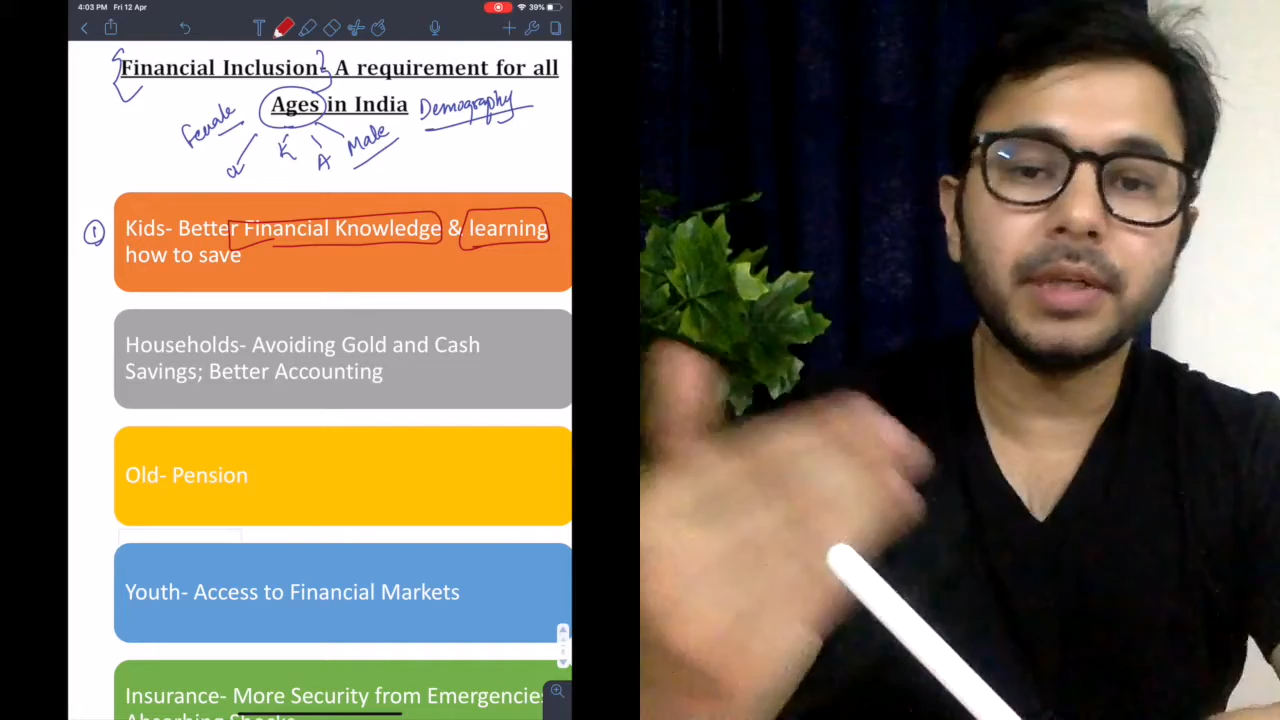 4:03 PM Fri 12 Apr
39%
T
Financial Inclusion- A requirement for all
Ages in India
Demography
Female
K
A
Male
1
Kids- Better Financial Knowledge & learning
how to save
Households- Avoiding Gold and Cash
Savings; Better Accounting
Old- Pension
Youth- Access to Financial Markets
Insurance- More Security from Emergencies
Absorbing Shocks